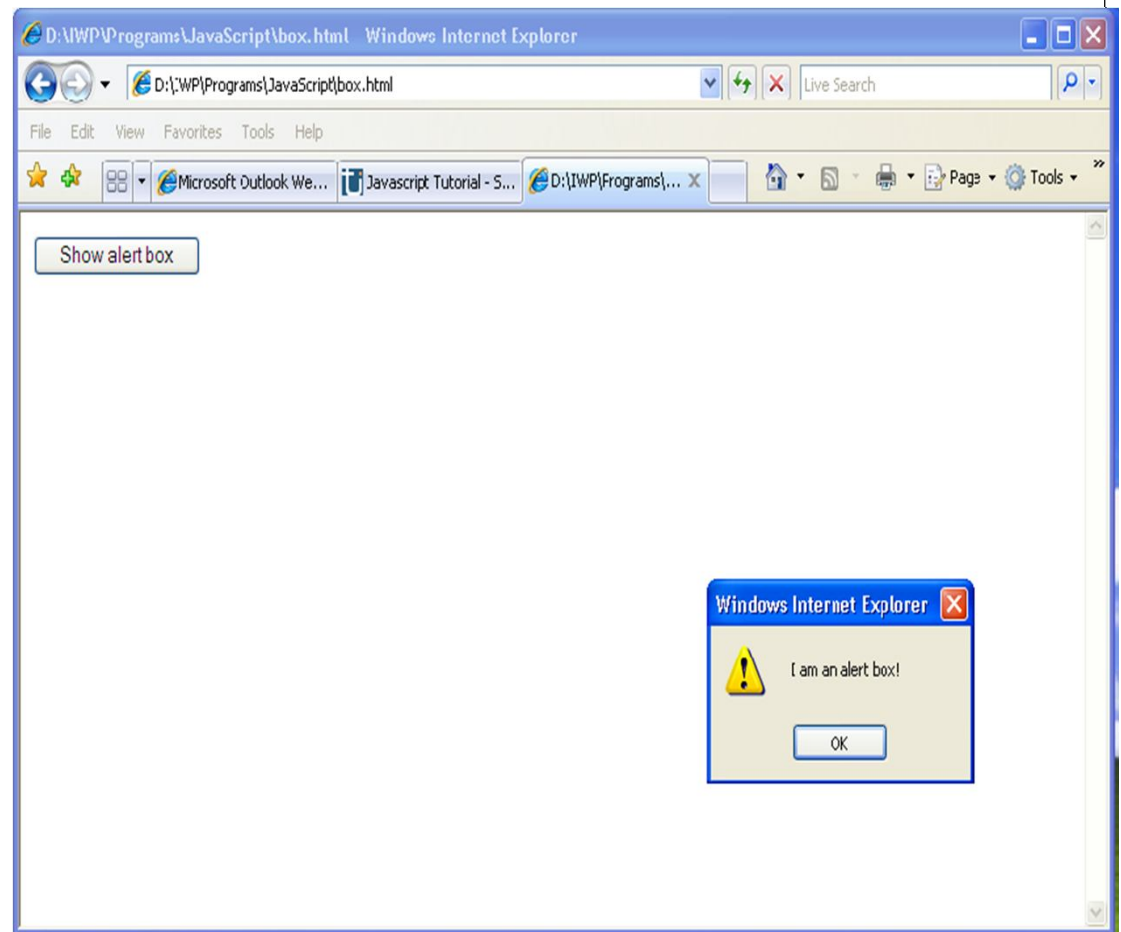 D:\IWP\Programs\JavaScript\box.html Windows Internet Explorer
D:\IWP\Programs\JavaScript\box.html
Live Search
File Edit View Favorites Tools Help
Microsoft Outlook We... Javascript Tutorial - S... D:\IWP\Programs\... X Page Tools »
Show alert box
Windows Internet Explorer
I am an alert box!
OK